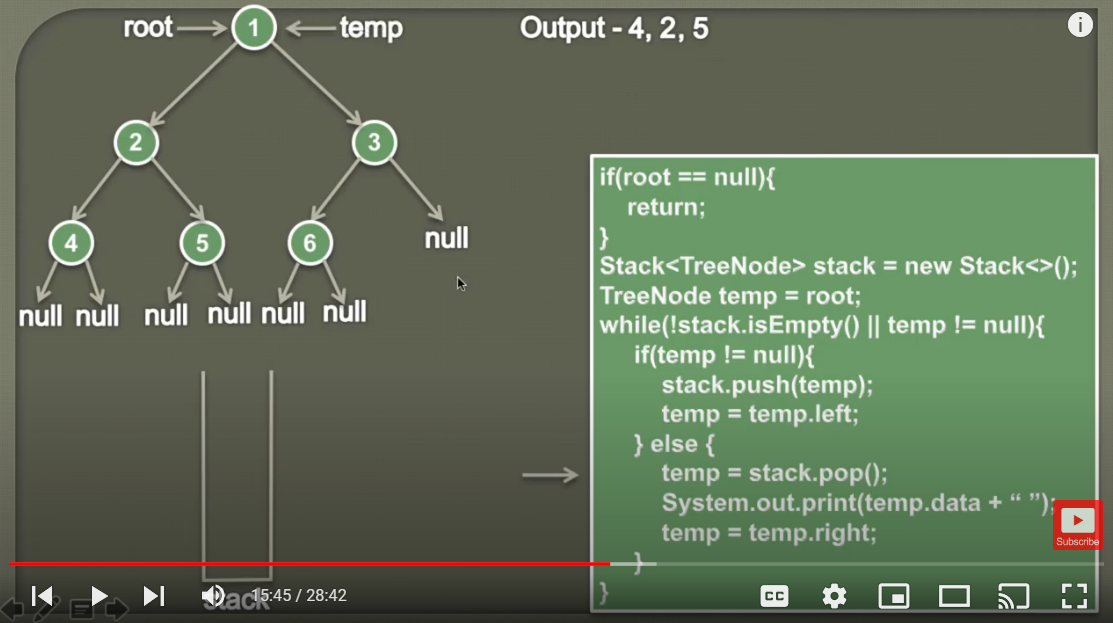 root
1
temp
Output - 4, 2, 5
2
3
4
5
6
null
null
null
null
null
null
null
if(root == null){
return;
}
Stack<TreeNode> stack = new Stack<>();
TreeNode temp = root;
while(!stack.isEmpty() || temp != null){
if(temp != null){
stack.push(temp);
temp = temp.left;
} else {
temp = stack.pop();
System.out.print(temp.data + “ ”);
temp = temp.right;
}
}
Subscribe
stack
15:45 / 28:42
CC